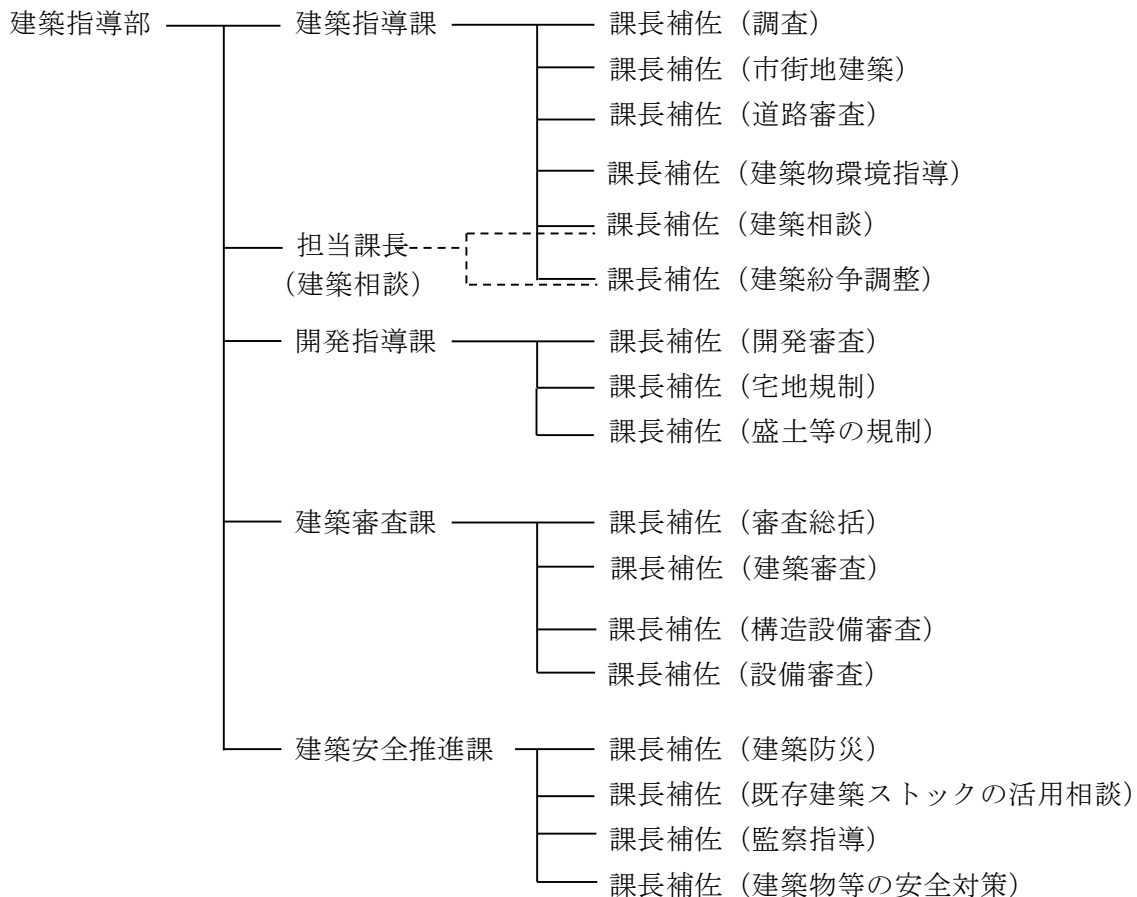 建築指導部 建築指導課 課長補佐（調査）
課長補佐（市街地建築）
課長補佐（道路審査）
課長補佐（建築物環境指導）
課長補佐（建築相談）
担当課長
（建築相談）
課長補佐（建築紛争調整）
開発指導課 課長補佐（開発審査）
課長補佐（宅地規制）
課長補佐（盛土等の規制）
建築審査課 課長補佐（審査総括）
課長補佐（建築審査）
課長補佐（構造設備審査）
課長補佐（設備審査）
建築安全推進課 課長補佐（建築防災）
課長補佐（既存建築ストックの活用相談）
課長補佐（監察指導）
課長補佐（建築物等の安全対策）